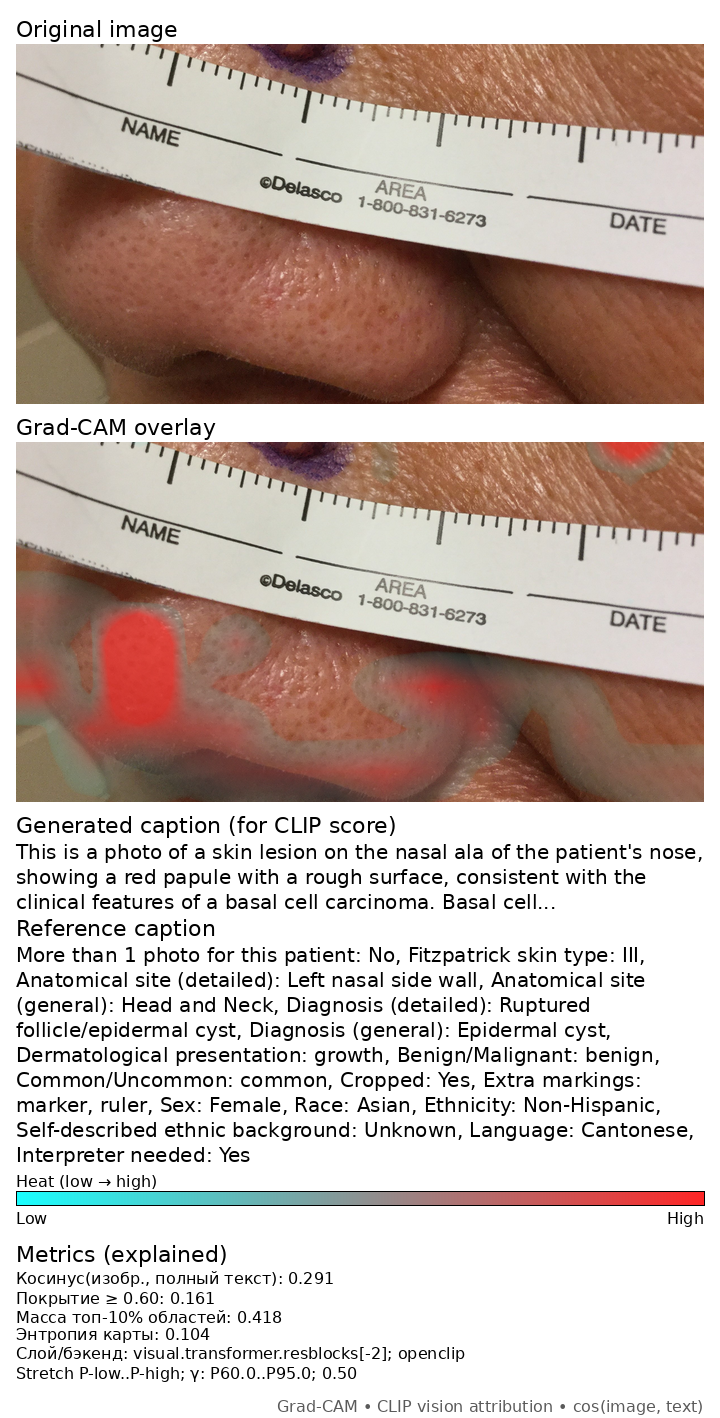 Original image
NAME
©Delasco
AREA
1-800-831-6273
DATE
Grad-CAM overlay
NAME
©Delasco
AREA
1-800-831-6273
DATE
Generated caption (for CLIP score)
This is a photo of a skin lesion on the nasal ala of the patient's nose,
showing a red papule with a rough surface, consistent with the
clinical features of a basal cell carcinoma. Basal cell...
Reference caption
More than 1 photo for this patient: No, Fitzpatrick skin type: III,
Anatomical site (detailed): Left nasal side wall, Anatomical site
(general): Head and Neck, Diagnosis (detailed): Ruptured
follicle/epidermal cyst, Diagnosis (general): Epidermal cyst,
Dermatological presentation: growth, Benign/Malignant: benign,
Common/Uncommon: common, Cropped: Yes, Extra markings:
marker, ruler, Sex: Female, Race: Asian, Ethnicity: Non-Hispanic,
Self-described ethnic background: Unknown, Language: Cantonese,
Interpreter needed: Yes
Heat (low → high)
Low High
Metrics (explained)
Косинус(изобр., полный текст): 0.291
Покрытие ≥ 0.60: 0.161
Масса топ-10% областей: 0.418
Энтропия карты: 0.104
Слой/бэкенд: visual.transformer.resblocks[-2]; openclip
Stretch P-low..P-high; γ: P60.0..P95.0; 0.50
Grad-CAM • CLIP vision attribution • cos(image, text)